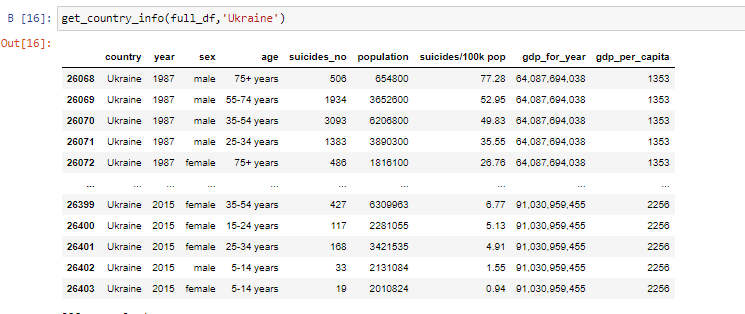 В [16]: get_country_info(full_df,'Ukraine')
Out[16]:
country year sex age suicides_no population suicides/100k pop gdp_for_year gdp_per_capita
26068 Ukraine 1987 male 75+ years 506 654800 77.28 64,087,694,038 1353
26069 Ukraine 1987 male 55-74 years 1934 3652600 52.95 64,087,694,038 1353
26070 Ukraine 1987 male 35-54 years 3093 6206800 49.83 64,087,694,038 1353
26071 Ukraine 1987 male 25-34 years 1383 3890300 35.55 64,087,694,038 1353
26072 Ukraine 1987 female 75+ years 486 1816100 26.76 64,087,694,038 1353
... ... ... ... ... ... ... ... ... ...
26399 Ukraine 2015 female 35-54 years 427 6309963 6.77 91,030,959,455 2256
26400 Ukraine 2015 female 15-24 years 117 2281055 5.13 91,030,959,455 2256
26401 Ukraine 2015 female 25-34 years 168 3421535 4.91 91,030,959,455 2256
26402 Ukraine 2015 male 5-14 years 33 2131084 1.55 91,030,959,455 2256
26403 Ukraine 2015 female 5-14 years 19 2010824 0.94 91,030,959,455 2256